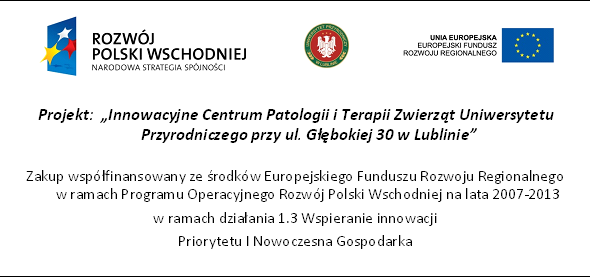 ROZWÓJ
POLSKI WSCHODNIEJ
NARODOWA STRATEGIA SPÓJNOŚCI
UNIA EUROPEJSKA
EUROPEJSKI FUNDUSZ
ROZWOJU REGIONALNEGO
Projekt: „Innowacyjne Centrum Patologii i Terapii Zwierząt Uniwersytetu
Przyrodniczego przy ul. Głębokiej 30 w Lublinie”
Zakup współfinansowany ze środków Europejskiego Funduszu Rozwoju Regionalnego
w ramach Programu Operacyjnego Rozwój Polski Wschodniej na lata 2007-2013
w ramach działania 1.3 Wspieranie innowacji
Priorytetu I Nowoczesna Gospodarka